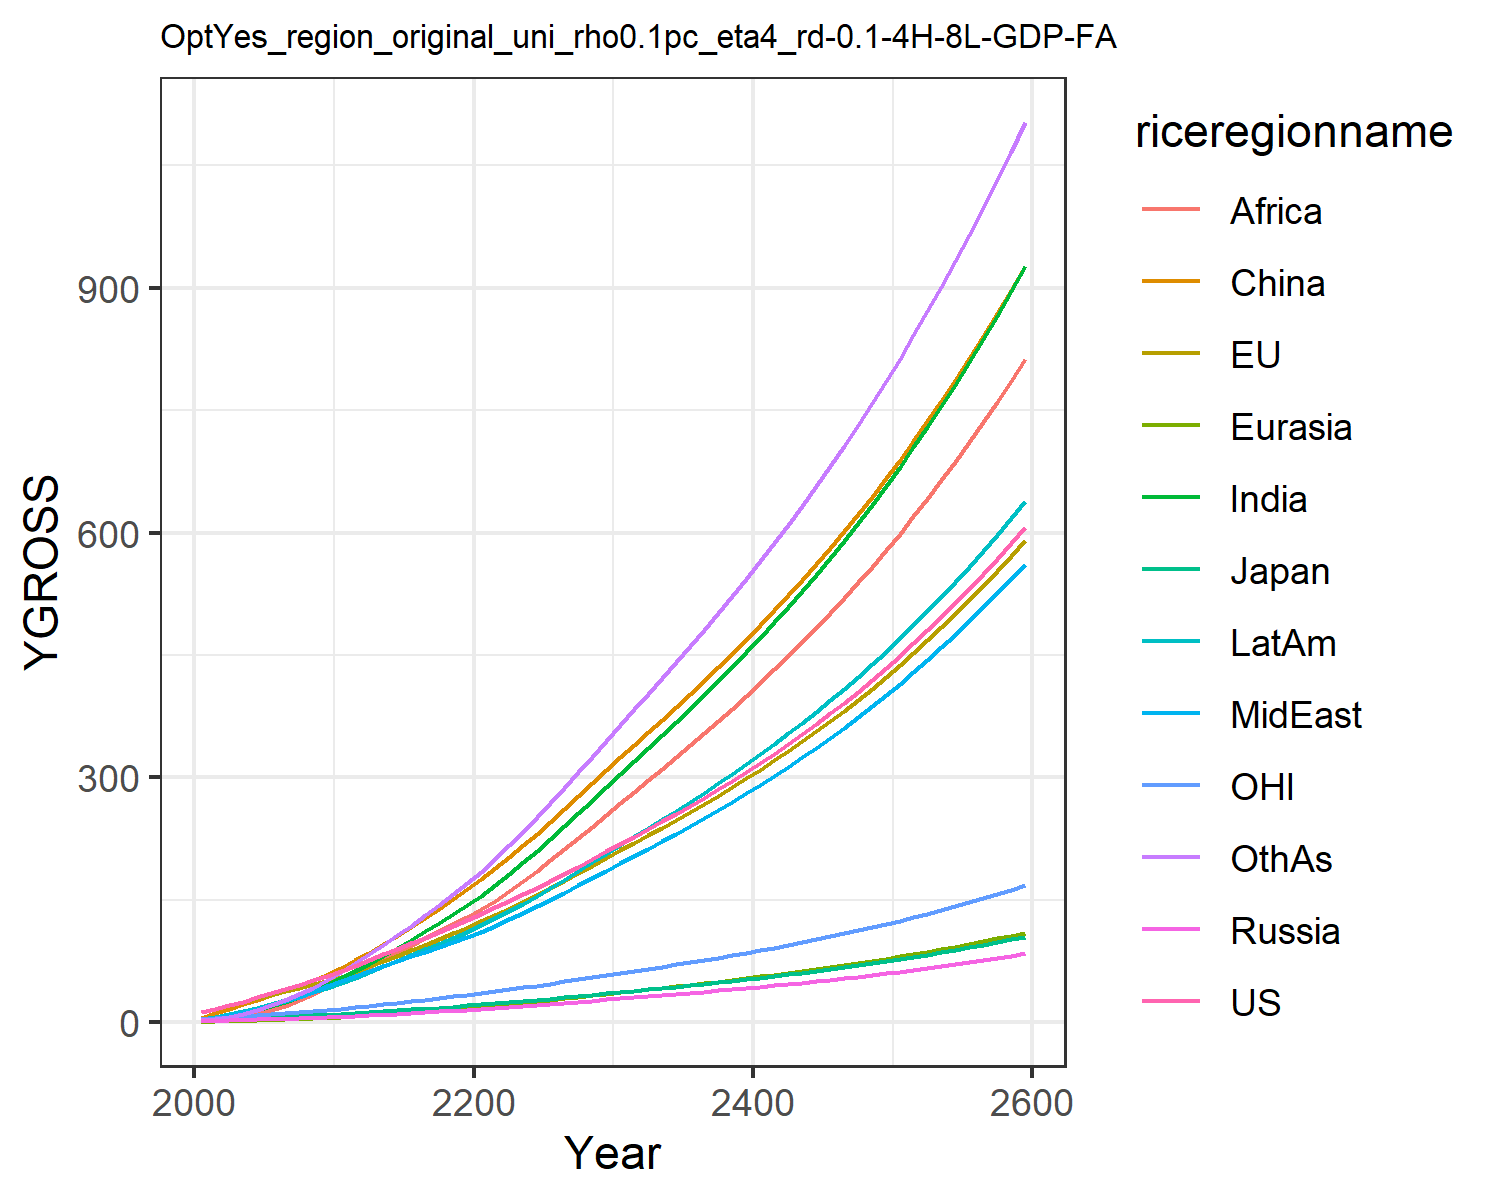 OptYes_region_original_uni_rho0.1pc_eta4_rd-0.1-4H-8L-GDP-FA
YGROSS
900
600
300
0
2000 2200 2400 2600
Year
riceregionname
Africa
China
EU
Eurasia
India
Japan
LatAm
MidEast
OHI
OthAs
Russia
US